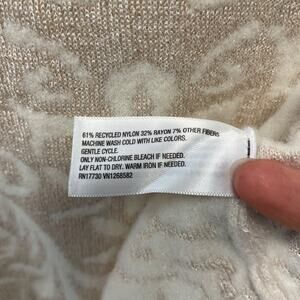 61% RECYCLED NYLON 32% RAYON 7% OTHER FIBERS
MACHINE WASH COLD WITH LIKE COLORS.
GENTLE CYCLE.
ONLY NON-CHLORINE BLEACH IF NEEDED.
LAY FLAT TO DRY. WARM IRON IF NEEDED.
RN17730 VN1268582